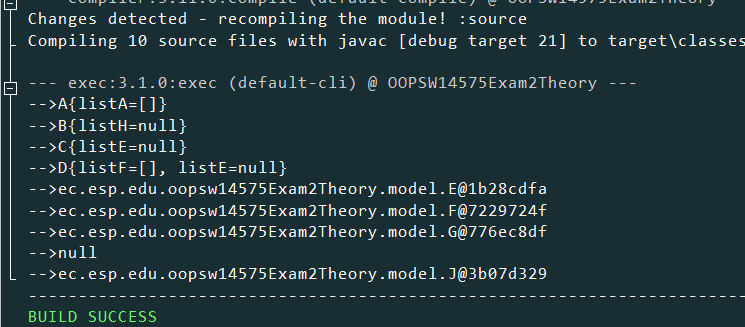 compile:3.11.0:compile (default-compile) @ OOPSW14575Exam2Theory
Changes detected - recompiling the module! :source
Compiling 10 source files with javac [debug target 21] to target\classes
--- exec:3.1.0:exec (default-cli) @ OOPSW14575Exam2Theory ---
-->A{listA=[]}
-->B{listH=null}
-->C{listE=null}
-->D{listF=[], listE=null}
-->ec.esp.edu.oopsw14575Exam2Theory.model.E@1b28cdfa
-->ec.esp.edu.oopsw14575Exam2Theory.model.F@7229724f
-->ec.esp.edu.oopsw14575Exam2Theory.model.G@776ec8df
-->null
-->ec.esp.edu.oopsw14575Exam2Theory.model.J@3b07d329
------------------------------------------------------------------------
BUILD SUCCESS